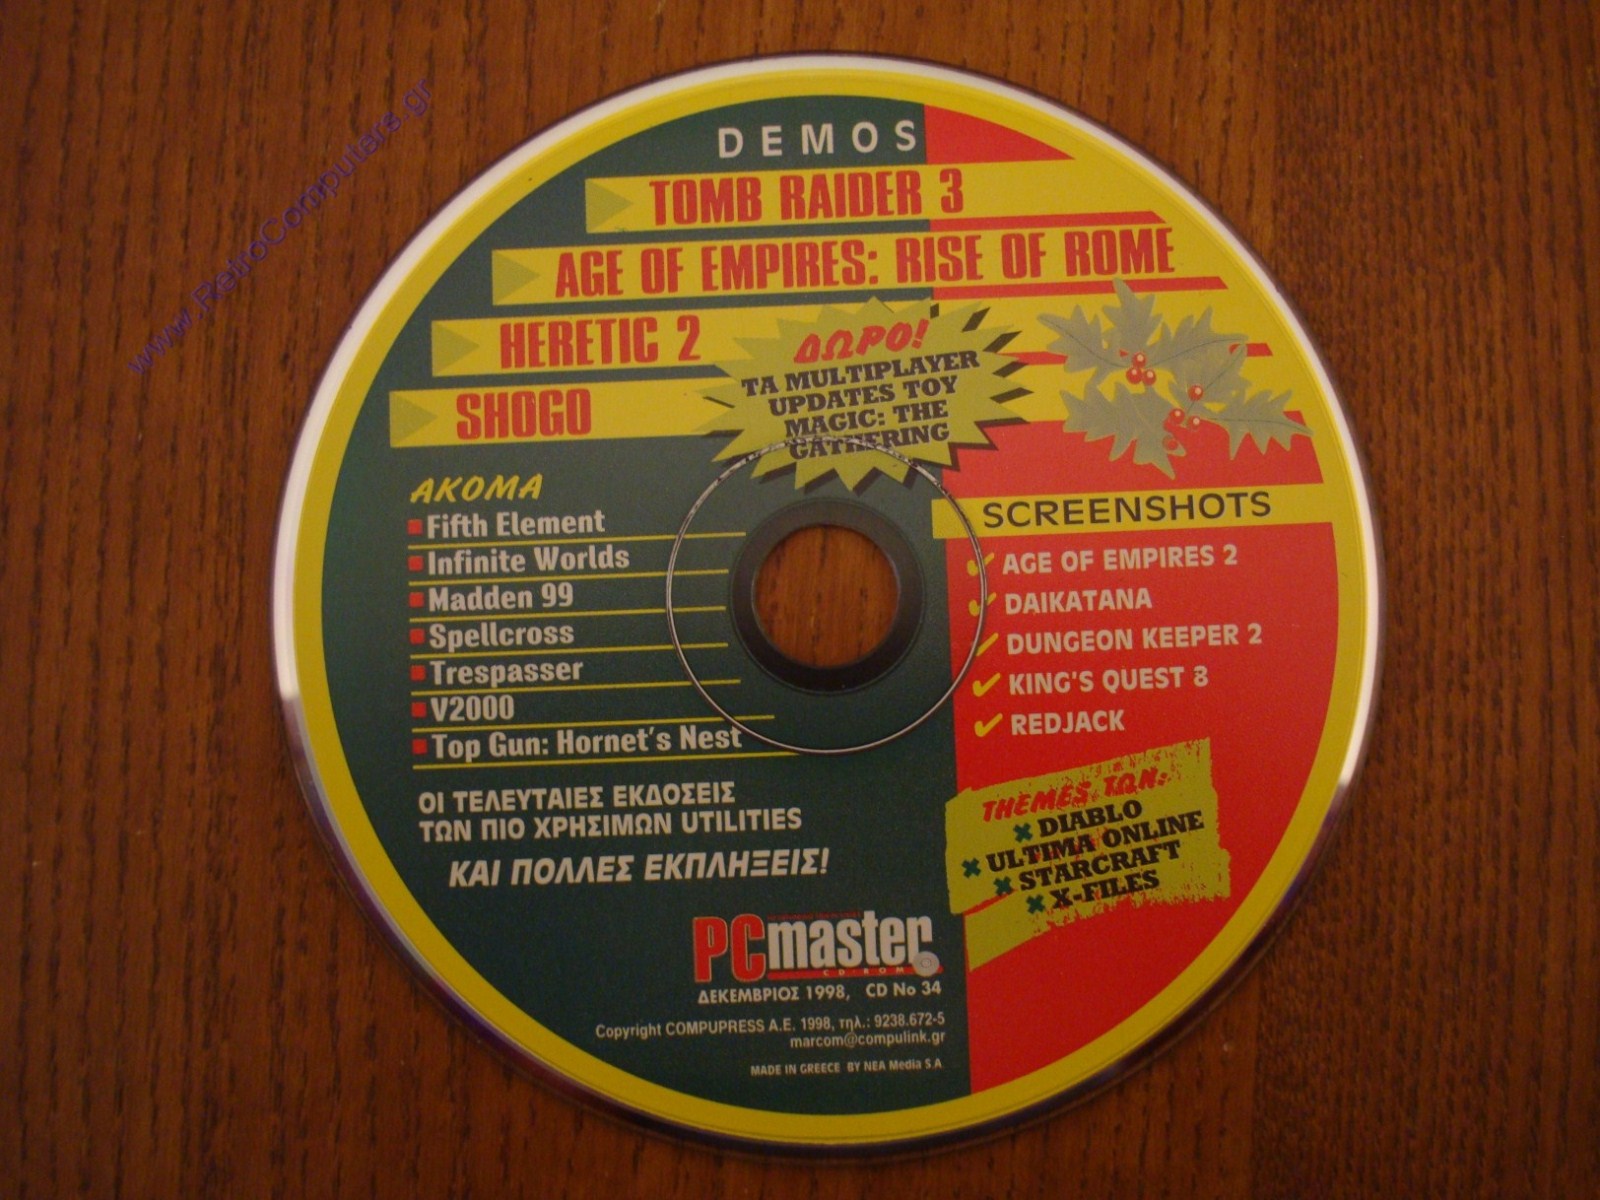 www.RetroComputers.gr
DEMOS
TOMB RAIDER 3
AGE OF EMPIRES: RISE OF ROME
HERETIC 2
SHOGO
ΔΩΡΟ!
ΤΑ MULTIPLAYER
UPDATES ΤΟΥ
MAGIC: THE
GATHERING
ΑΚΟΜΑ
Fifth Element
Infinite Worlds
Madden 99
Spellcross
Trespasser
V2000
Top Gun: Hornet's Nest
ΟΙ ΤΕΛΕΥΤΑΙΕΣ ΕΚΔΟΣΕΙΣ
ΤΩΝ ΠΙΟ ΧΡΗΣΙΜΩΝ UTILITIES
ΚΑΙ ΠΟΛΛΕΣ ΕΚΠΛΗΞΕΙΣ!
SCREENSHOTS
AGE OF EMPIRES 2
DAIKATANA
DUNGEON KEEPER 2
KING'S QUEST 8
REDJACK
THEMES ΤΩΝ:
DIABLO
ULTIMA ONLINE
STARCRAFT
X-FILES
PC master
CD-ROM
ΔΕΚΕΜΒΡΙΟΣ 1998, CD No 34
Copyright COMPUPRESS A.E. 1998, τηλ.: 9238.672-5
marcom@compulink.gr
MADE IN GREECE BY NEA Media S.A